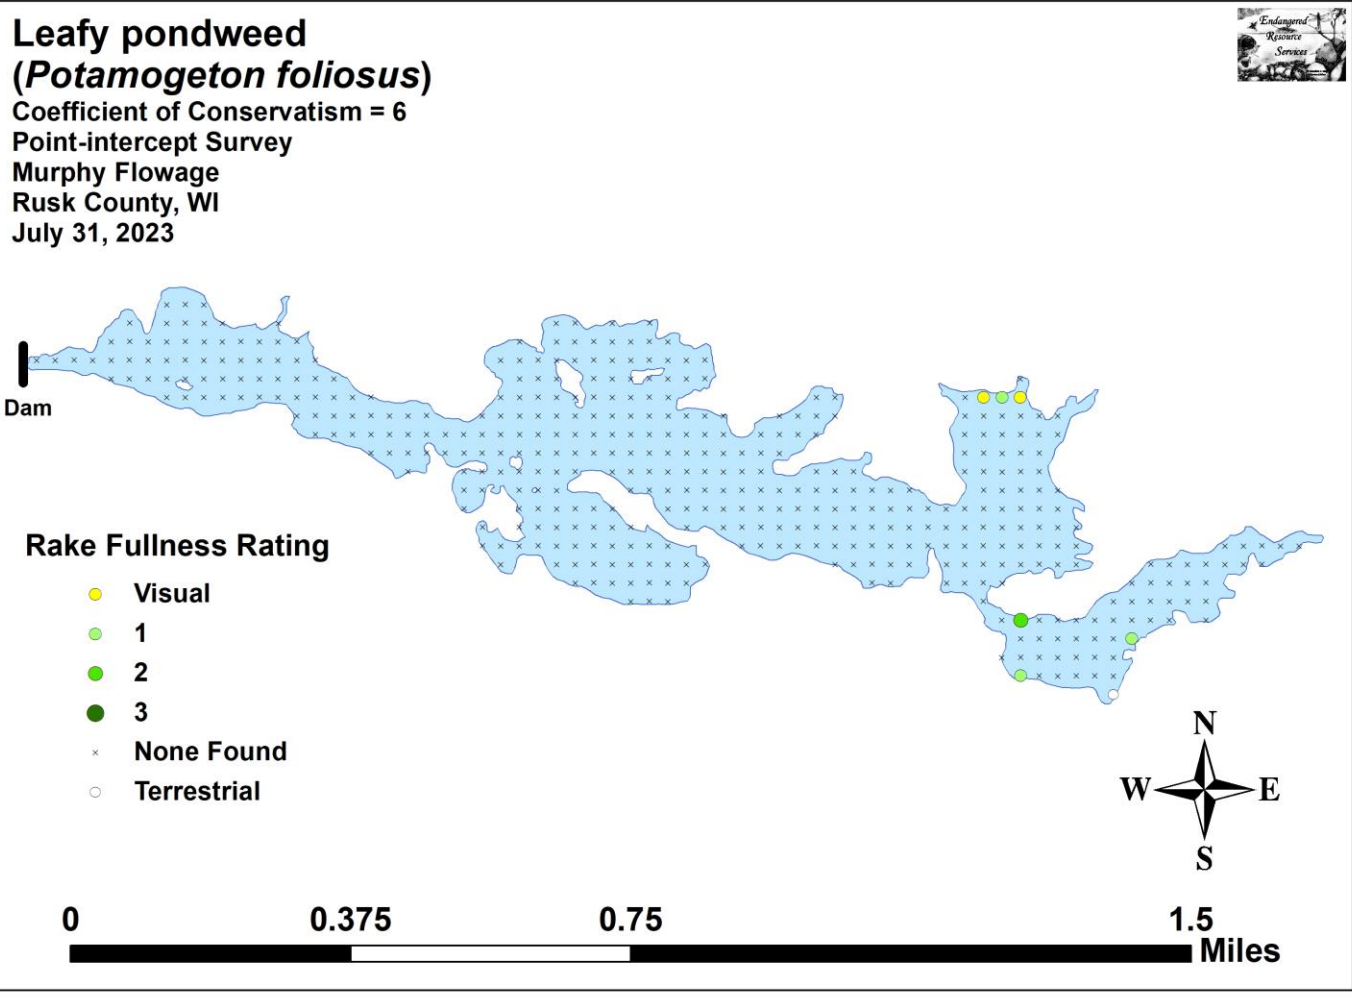 Leafy pondweed
(Potamogeton foliosus)
Coefficient of Conservatism = 6
Point-intercept Survey
Murphy Flowage
Rusk County, WI
July 31, 2023
Endangered
Resource
Services
Dam
Rake Fullness Rating
Visual
1
2
3
None Found
Terrestrial
N
W E
S
0 0.375 0.75 1.5
Miles